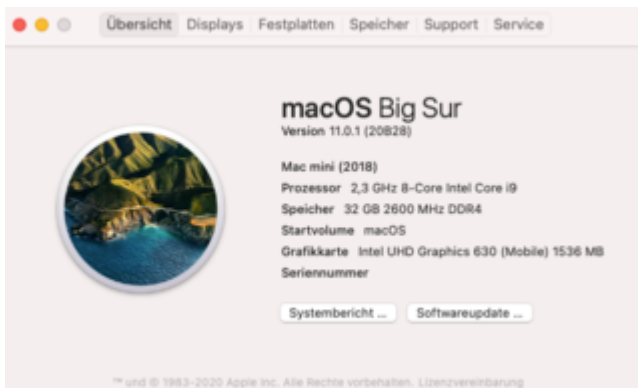 Übersicht Displays Festplatten Speicher Support Service
macOS Big Sur
Version 11.0.1 (20B28)
Mac mini (2018)
Prozessor 2,3 GHz 8-Core Intel Core i9
Speicher 32 GB 2600 MHz DDR4
Startvolume macOS
Grafikkarte Intel UHD Graphics 630 (Mobile) 1536 MB
Seriennummer
Systembericht ... Softwareupdate ...
™ und © 1983-2020 Apple Inc. Alle Rechte vorbehalten. Lizenzvereinbarung